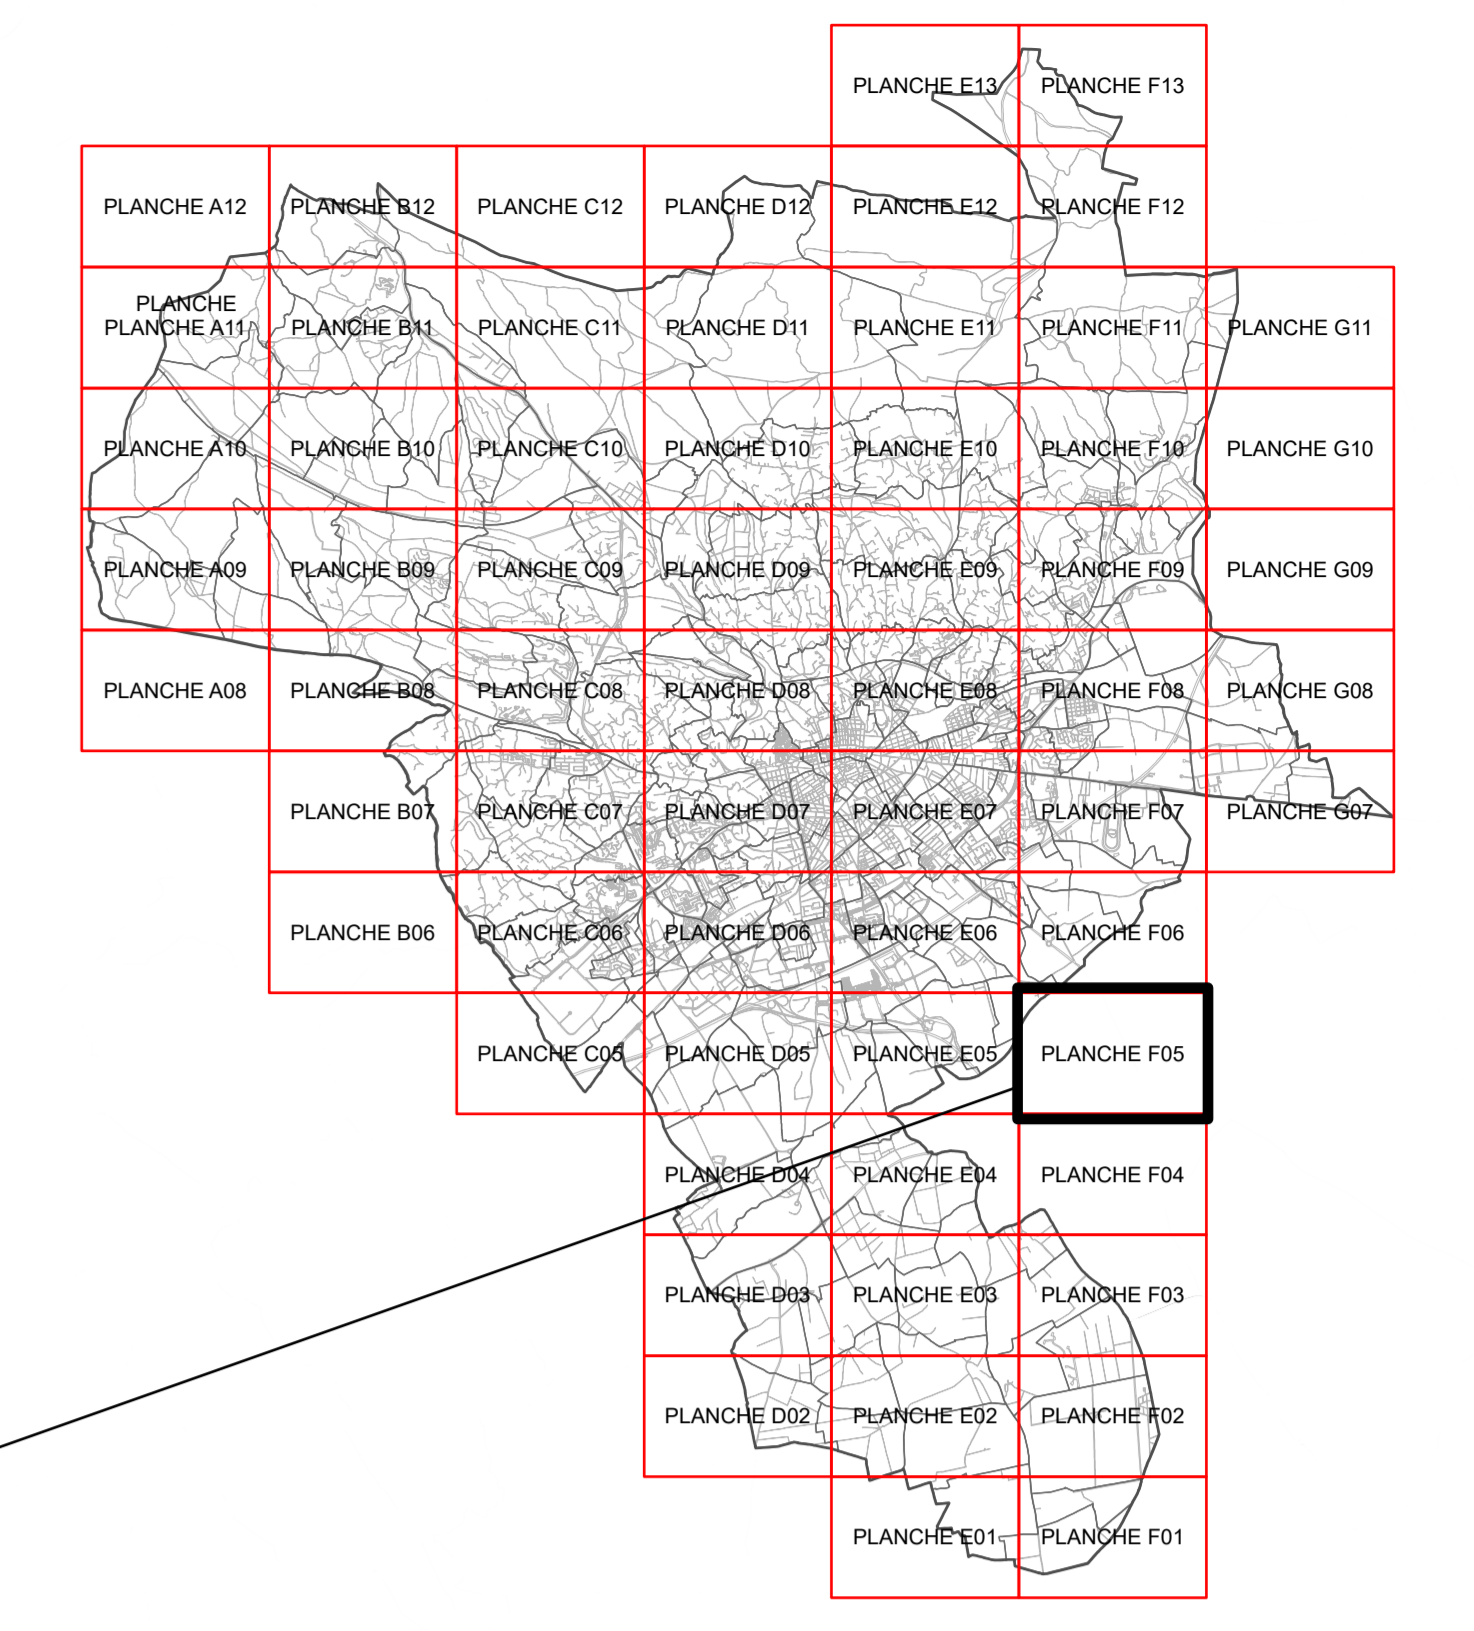 PLANCHE E13
PLANCHE F13
PLANCHE A12
PLANCHE B12
PLANCHE C12
PLANCHE D12
PLANCHE E12
PLANCHE F12
PLANCHE
PLANCHE A11
PLANCHE B11
PLANCHE C11
PLANCHE D11
PLANCHE E11
PLANCHE F11
PLANCHE G11
PLANCHE A10
PLANCHE B10
PLANCHE C10
PLANCHE D10
PLANCHE E10
PLANCHE F10
PLANCHE G10
PLANCHE A09
PLANCHE B09
PLANCHE C09
PLANCHE D09
PLANCHE E09
PLANCHE F09
PLANCHE G09
PLANCHE A08
PLANCHE B08
PLANCHE C08
PLANCHE D08
PLANCHE E08
PLANCHE F08
PLANCHE G08
PLANCHE B07
PLANCHE C07
PLANCHE D07
PLANCHE E07
PLANCHE F07
PLANCHE G07
PLANCHE B06
PLANCHE C06
PLANCHE D06
PLANCHE E06
PLANCHE F06
PLANCHE C05
PLANCHE D05
PLANCHE E05
PLANCHE F05
PLANCHE D04
PLANCHE E04
PLANCHE F04
PLANCHE D03
PLANCHE E03
PLANCHE F03
PLANCHE D02
PLANCHE E02
PLANCHE F02
PLANCHE E01
PLANCHE F01